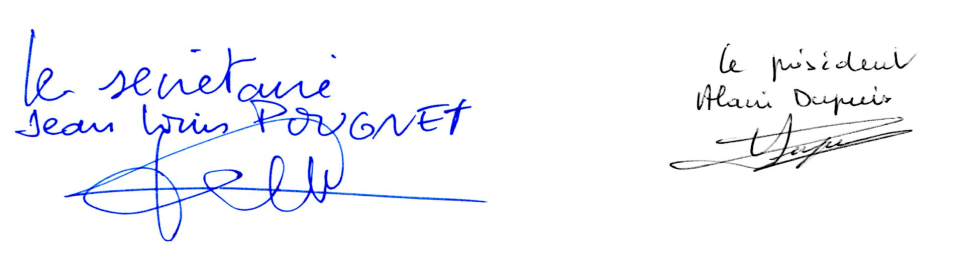 le secrétaire
Jean Louis POUGNET
le président
Alain Dupuis